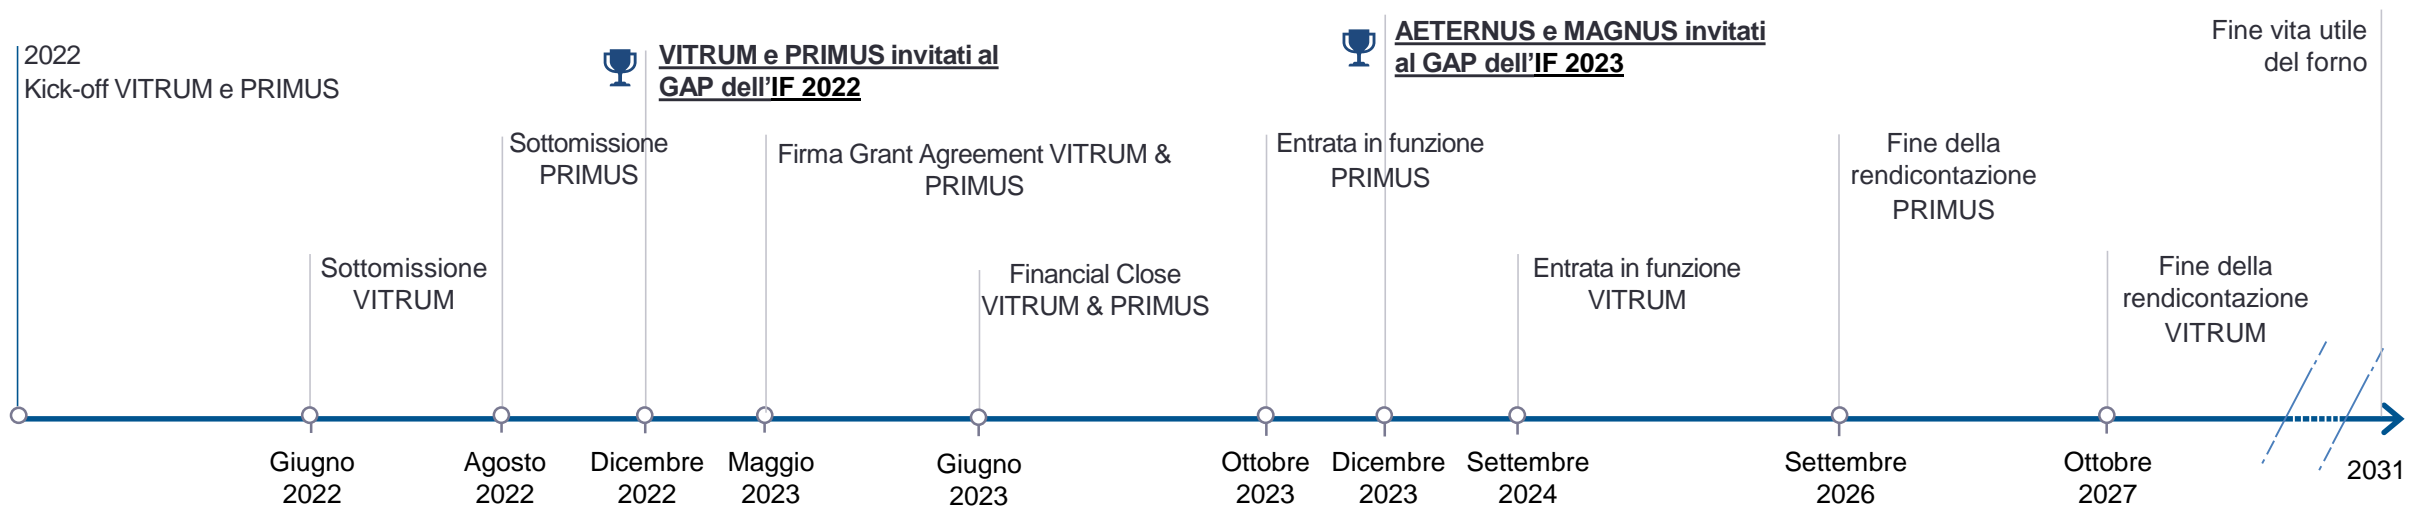 2022
Kick-off VITRUM e PRIMUS
Sottomissione
VITRUM
Sottomissione
PRIMUS
VITRUM e PRIMUS invitati al
GAP dell'IF 2022
Firma Grant Agreement VITRUM &
PRIMUS
Financial Close
VITRUM & PRIMUS
Entrata in funzione
PRIMUS
AETERNUS e MAGNUS invitati
al GAP dell'IF 2023
Entrata in funzione
VITRUM
Fine della
rendicontazione
PRIMUS
Fine della
rendicontazione
VITRUM
Fine vita utile
del forno
Giugno
2022
Agosto
2022
Dicembre
2022
Maggio
2023
Giugno
2023
Ottobre
2023
Dicembre
2023
Settembre
2024
Settembre
2026
Ottobre
2027
2031